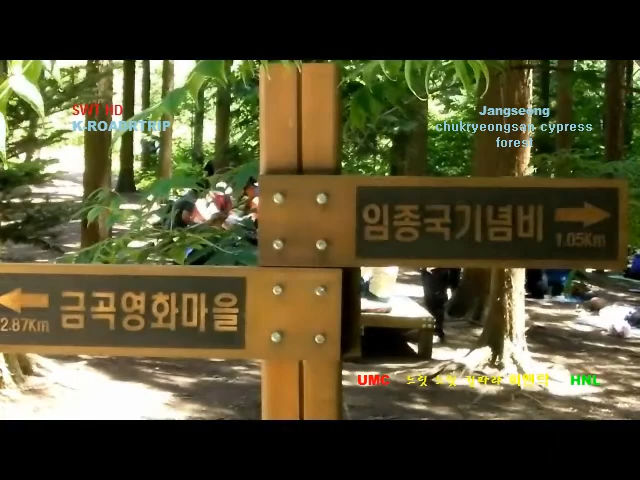 SWT HD
K-ROADRTRIP
Jangseong
chukryeongsan cypress
forest
임종국기념비
1.05Km
금곡영화마을
2.87Km
UMC
HNL